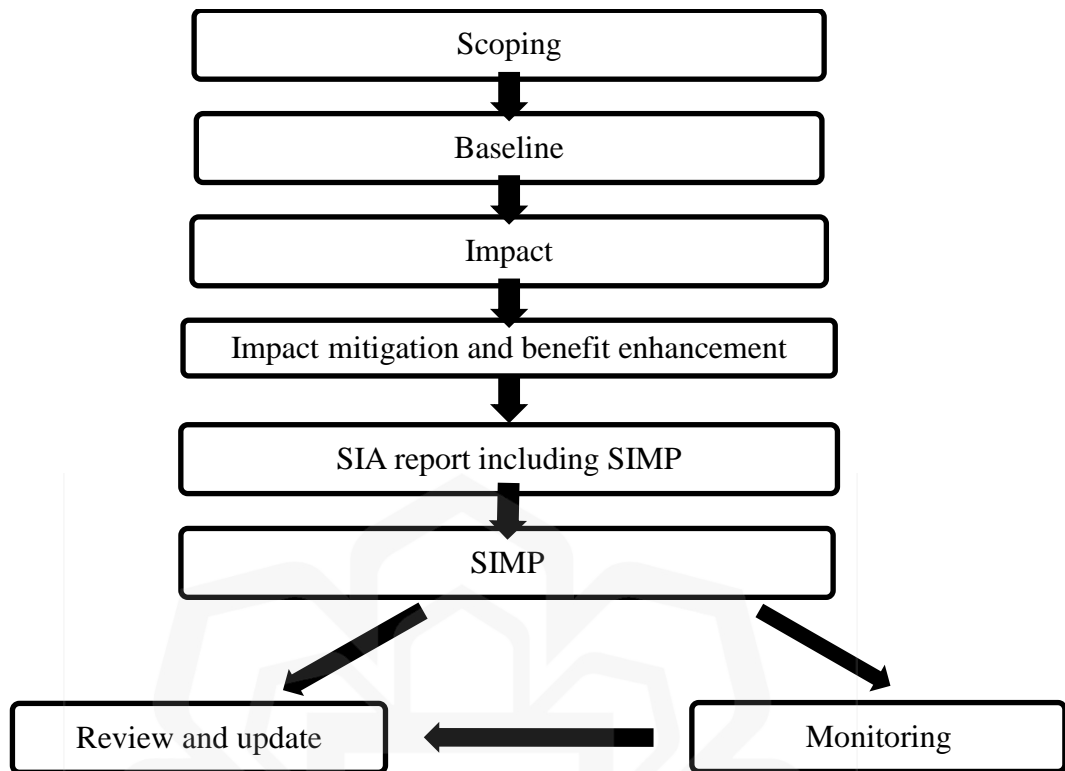 Scoping
Baseline
Impact
Impact mitigation and benefit enhancement
SIA report including SIMP
SIMP
Review and update
Monitoring